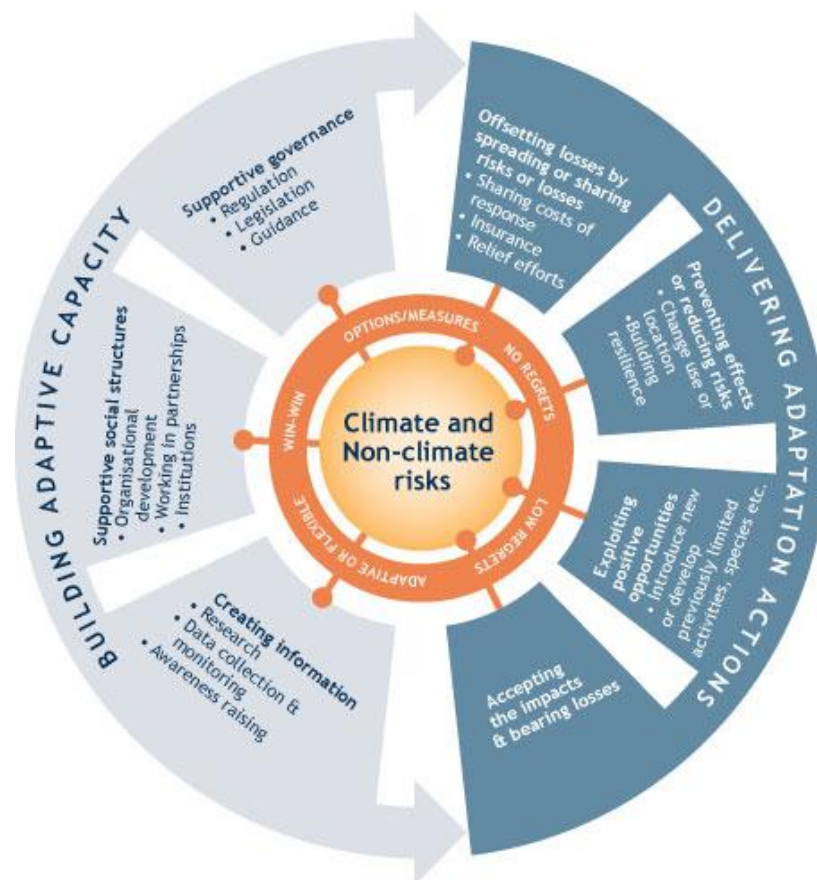 BUILDING ADAPTIVE CAPACITY
Supportive governance
• Regulation
• Legislation
• Guidance
Supportive social structures
• Organisational
development
• Working in partnerships
• Institutions
Creating information
• Research
• Data collection &
monitoring
• Awareness raising
OPTIONS/MEASURES
NO REGRETS
LOW REGRETS
ADAPTIVE OR FLEXIBLE
WIN-WIN
Climate and
Non-climate
risks
DELIVERING ADAPTATION ACTIONS
Offsetting losses by
spreading or sharing
risks or losses
• Sharing costs of
response
• Insurance
• Relief efforts
Preventing effects
or reducing risks
• Change use or
location
• Building
resilience
Exploiting
positive
opportunities
• Introduce new
or develop
previously limited
activities, species etc.
Accepting
the impacts
& bearing losses